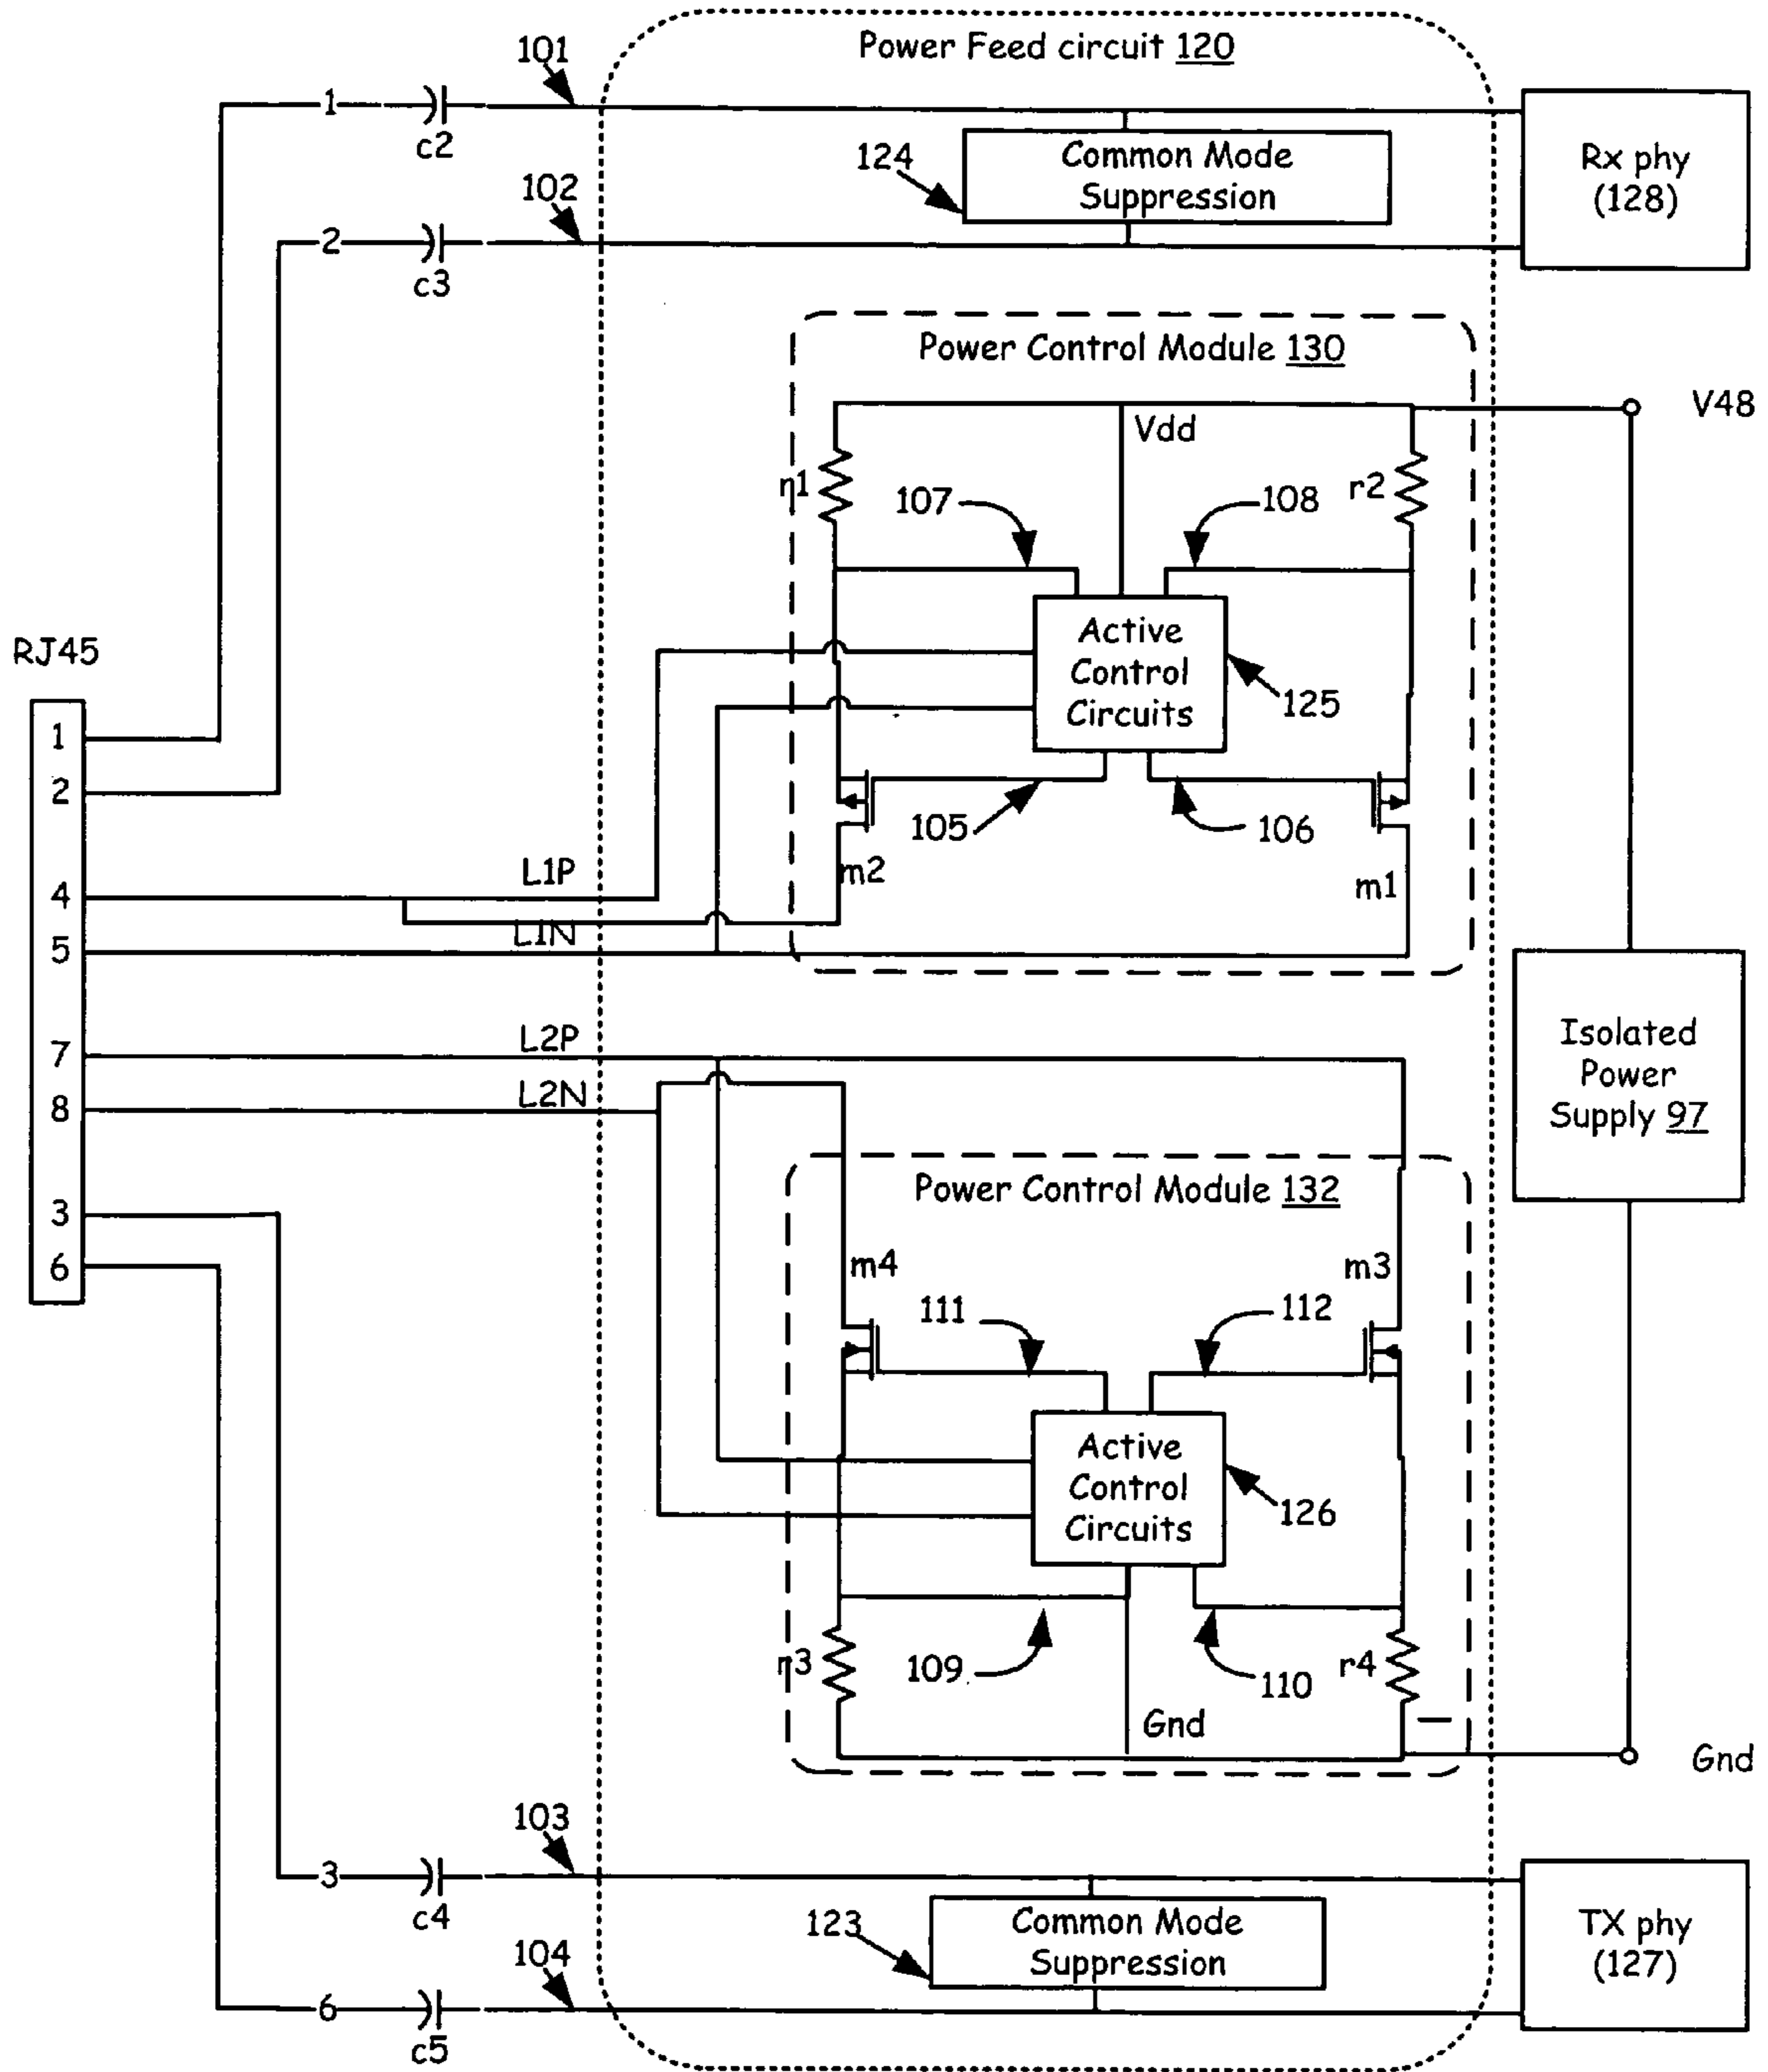 Power Feed circuit 120
101
1
c2
124
Common Mode
Suppression
Rx phy
(128)
102
2
c3
Power Control Module 130
V48
Vdd
r1
r2
107
108
RJ45
Active
Control
Circuits
125
1
2
105
106
m2
m1
4
L1P
L1N
5
7
L2P
8
L2N
Isolated
Power
Supply 97
Power Control Module 132
3
6
m4
m3
111
112
Active
Control
Circuits
126
r3
r4
109
110
Gnd
Gnd
103
3
c4
123
Common Mode
Suppression
TX phy
(127)
104
6
c5